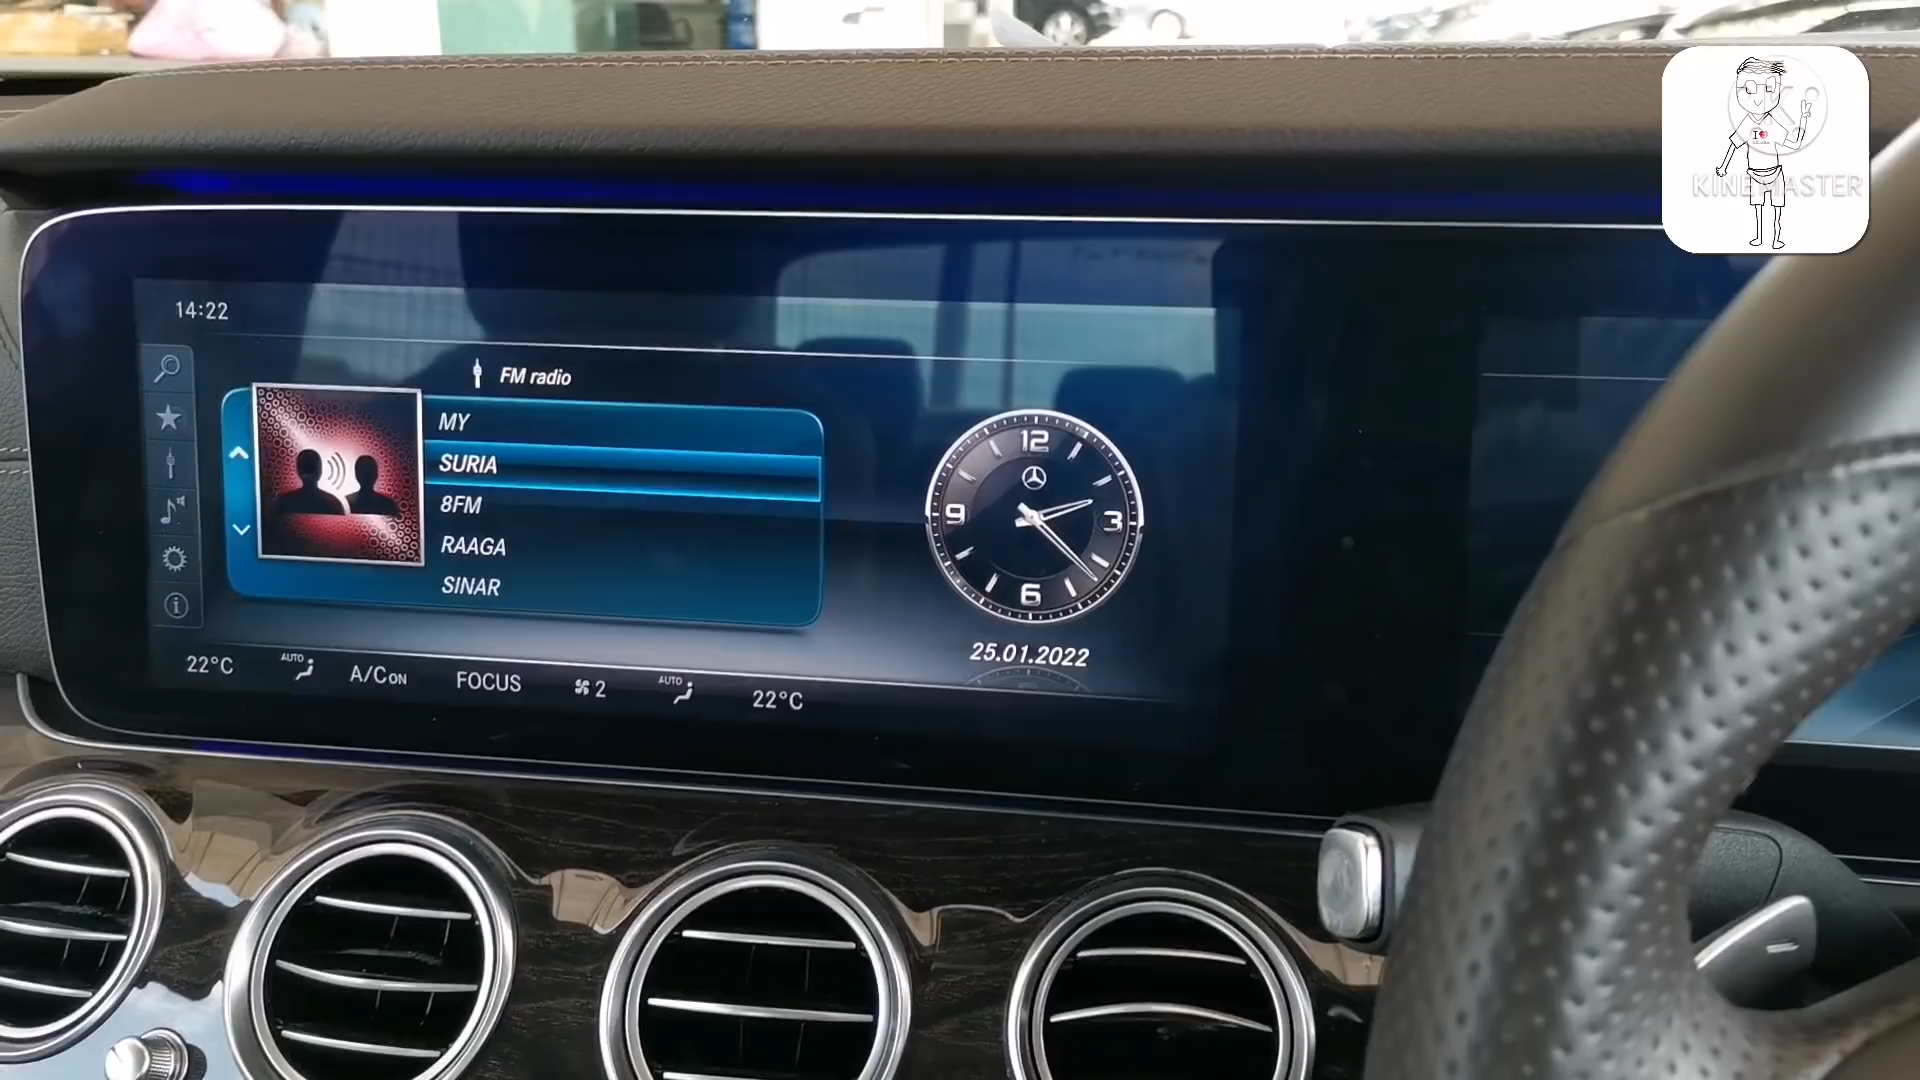 KINEMASTER
14:22
FM radio
MY
SURIA
8FM
RAAGA
SINAR
12
9
3
6
25.01.2022
22°C
AUTO
A/C ON
FOCUS
2
AUTO
22°C